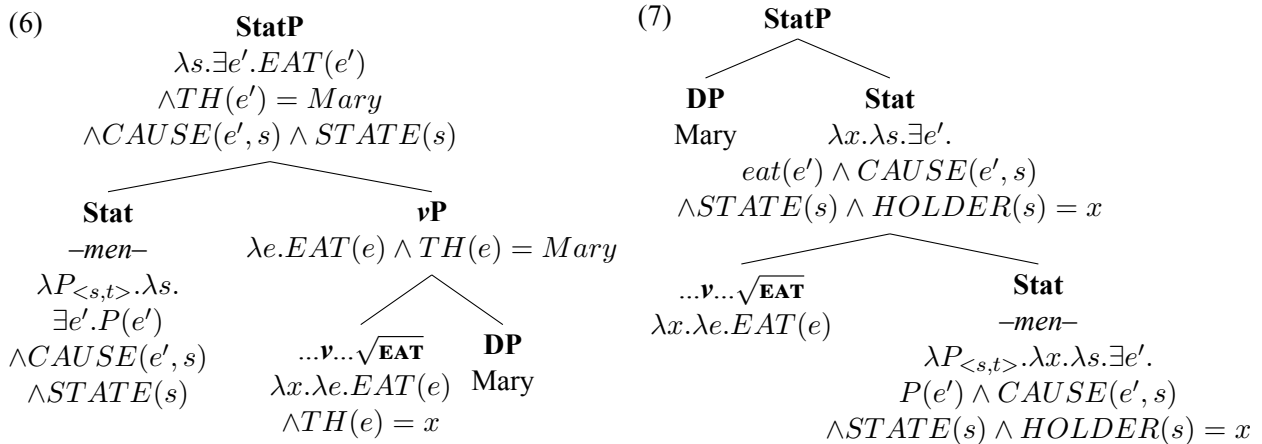 (6)
StatP
λs.∃e′.EAT(e′)
∧TH(e′) = Mary
∧CAUSE(e′, s) ∧ STATE(s)
Stat
–men–
λP<s,t>.λs.
∃e′.P(e′)
∧CAUSE(e′, s)
∧STATE(s)
vP
λe.EAT(e) ∧ TH(e) = Mary
...v...√EAT
λx.λe.EAT(e)
∧TH(e) = x
DP
Mary
(7)
StatP
DP
Mary
Stat
λx.λs.∃e′.
eat(e′) ∧ CAUSE(e′, s)
∧STATE(s) ∧ HOLDER(s) = x
...v...√EAT
λx.λe.EAT(e)
Stat
–men–
λP<s,t>.λx.λs.∃e′.
P(e′) ∧ CAUSE(e′, s)
∧STATE(s) ∧ HOLDER(s) = x